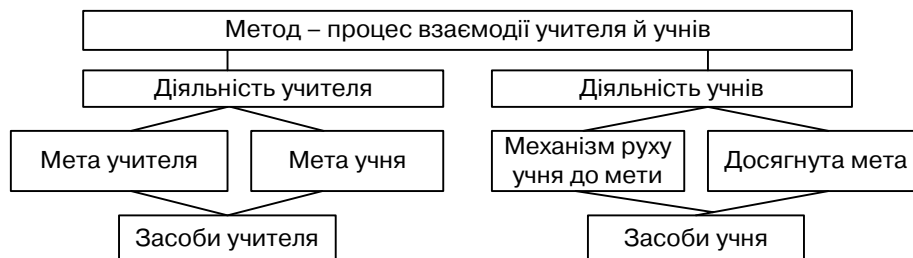 Метод – процес взаємодії учителя й учнів
Діяльність учителя
Діяльність учнів
Мета учителя
Мета учня
Механізм руху
учня до мети
Досягнута мета
Засоби учителя
Засоби учня